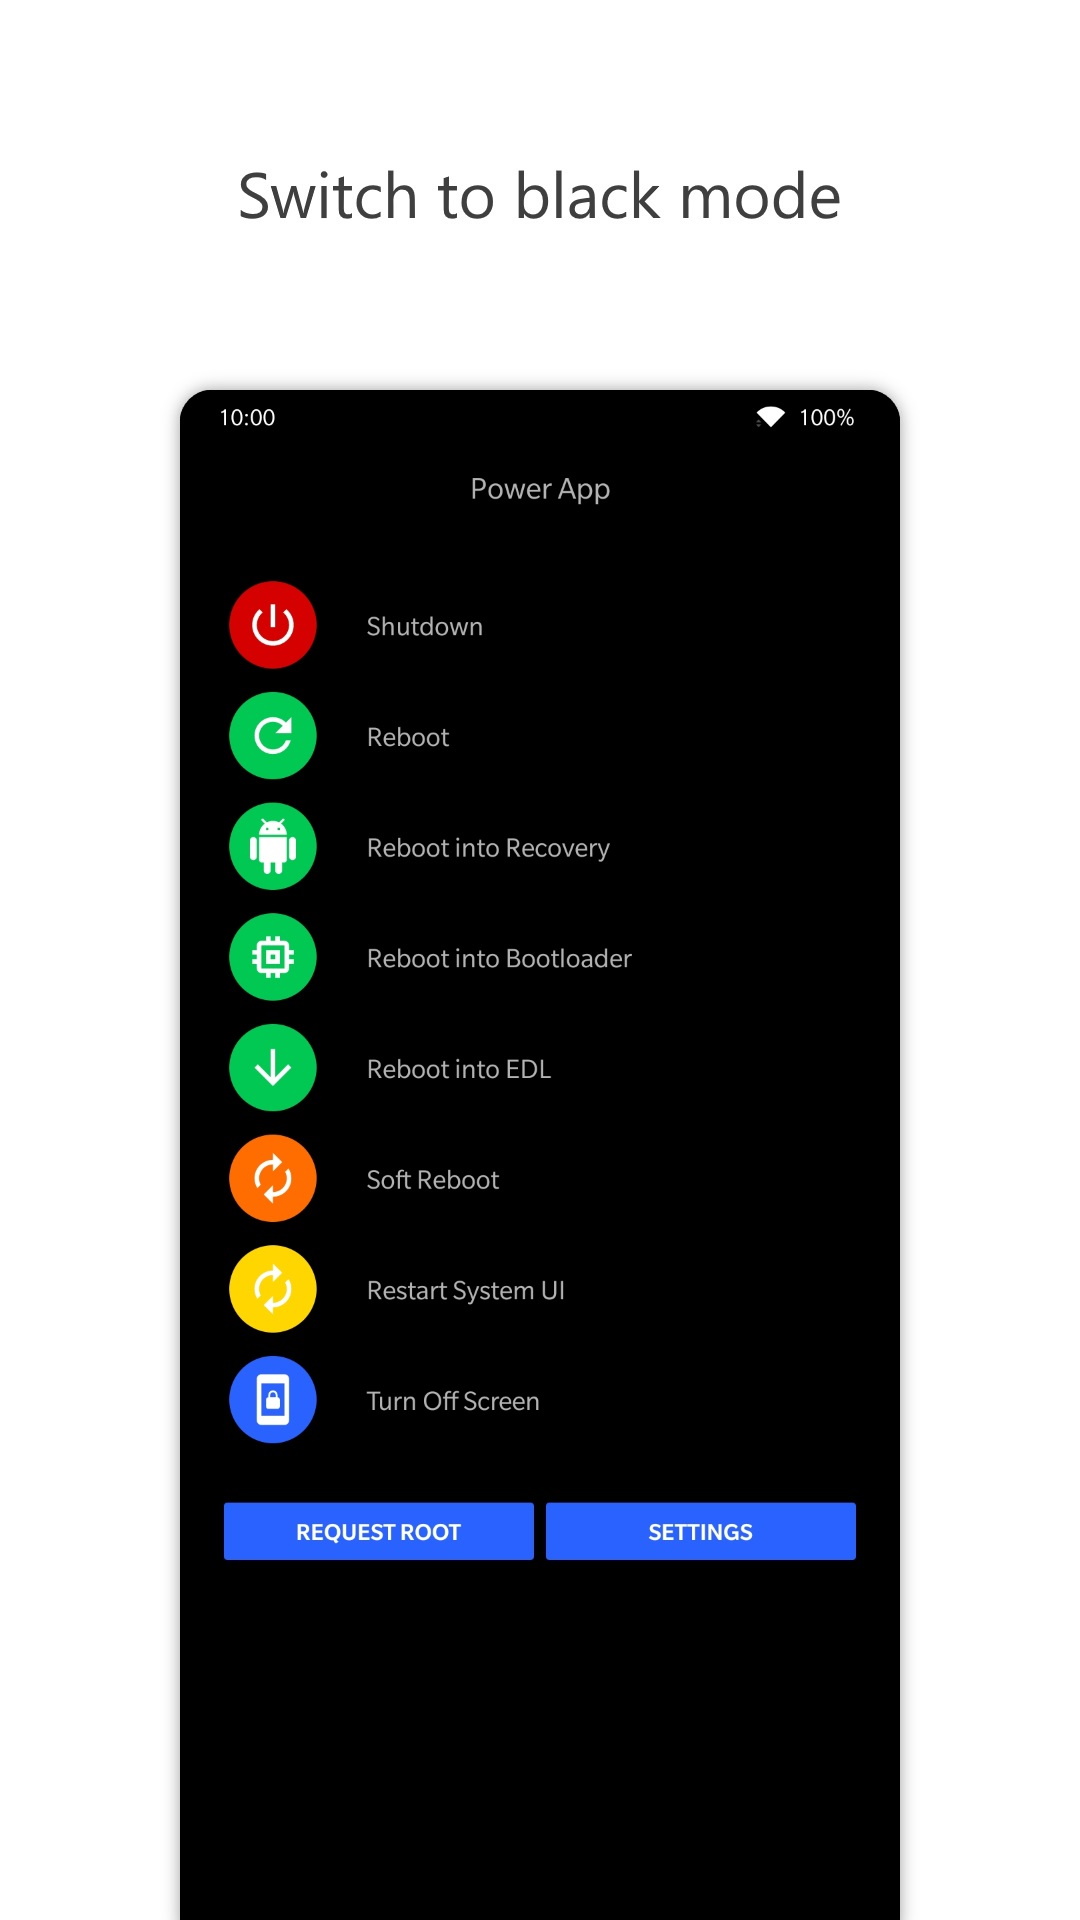 Switch to black mode
10:00 100%
Power App
Shutdown
Reboot
Reboot into Recovery
Reboot into Bootloader
Reboot into EDL
Soft Reboot
Restart System UI
Turn Off Screen
REQUEST ROOT SETTINGS